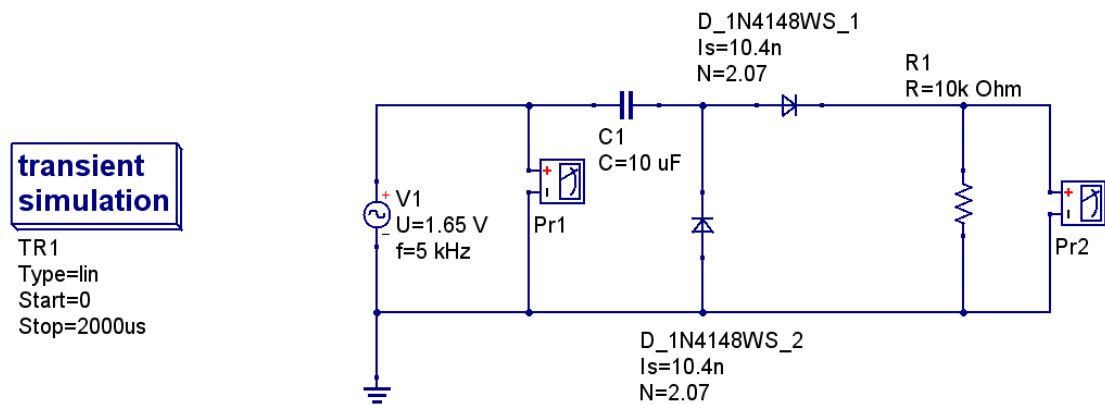 D_1N4148WS_1
Is=10.4n
N=2.07
R1
R=10k Ohm
C1
C=10 uF
transient
simulation
+
-
Pr1
+
-
V1
U=1.65 V
f=5 kHz
+
-
Pr2
TR1
Type=lin
Start=0
Stop=2000us
D_1N4148WS_2
Is=10.4n
N=2.07